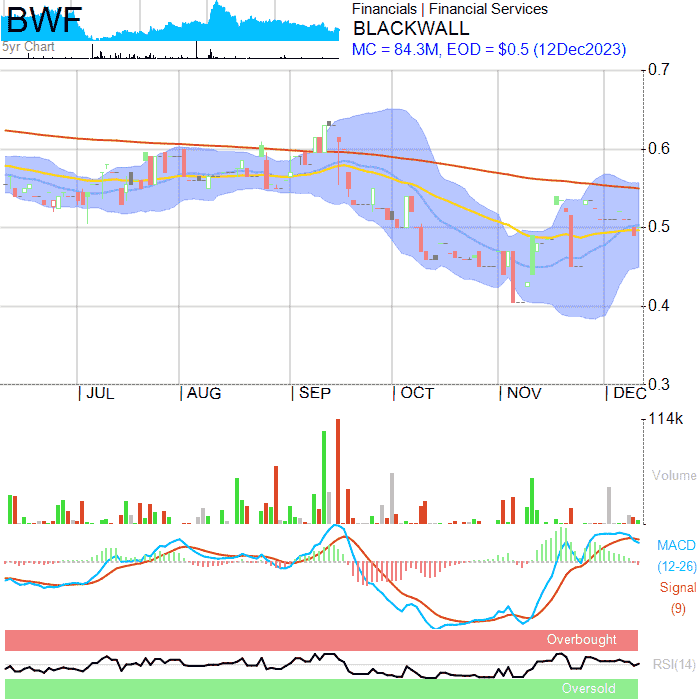 BWF
5yr Chart
Financials | Financial Services
BLACKWALL
MC = 84.3M, EOD = $0.5 (12Dec2023)
0.7
0.6
0.5
0.4
0.3
JUL
AUG
SEP
OCT
NOV
DEC
114k
Volume
MACD
(12-26)
Signal
(9)
Overbought
RSI(14)
Oversold